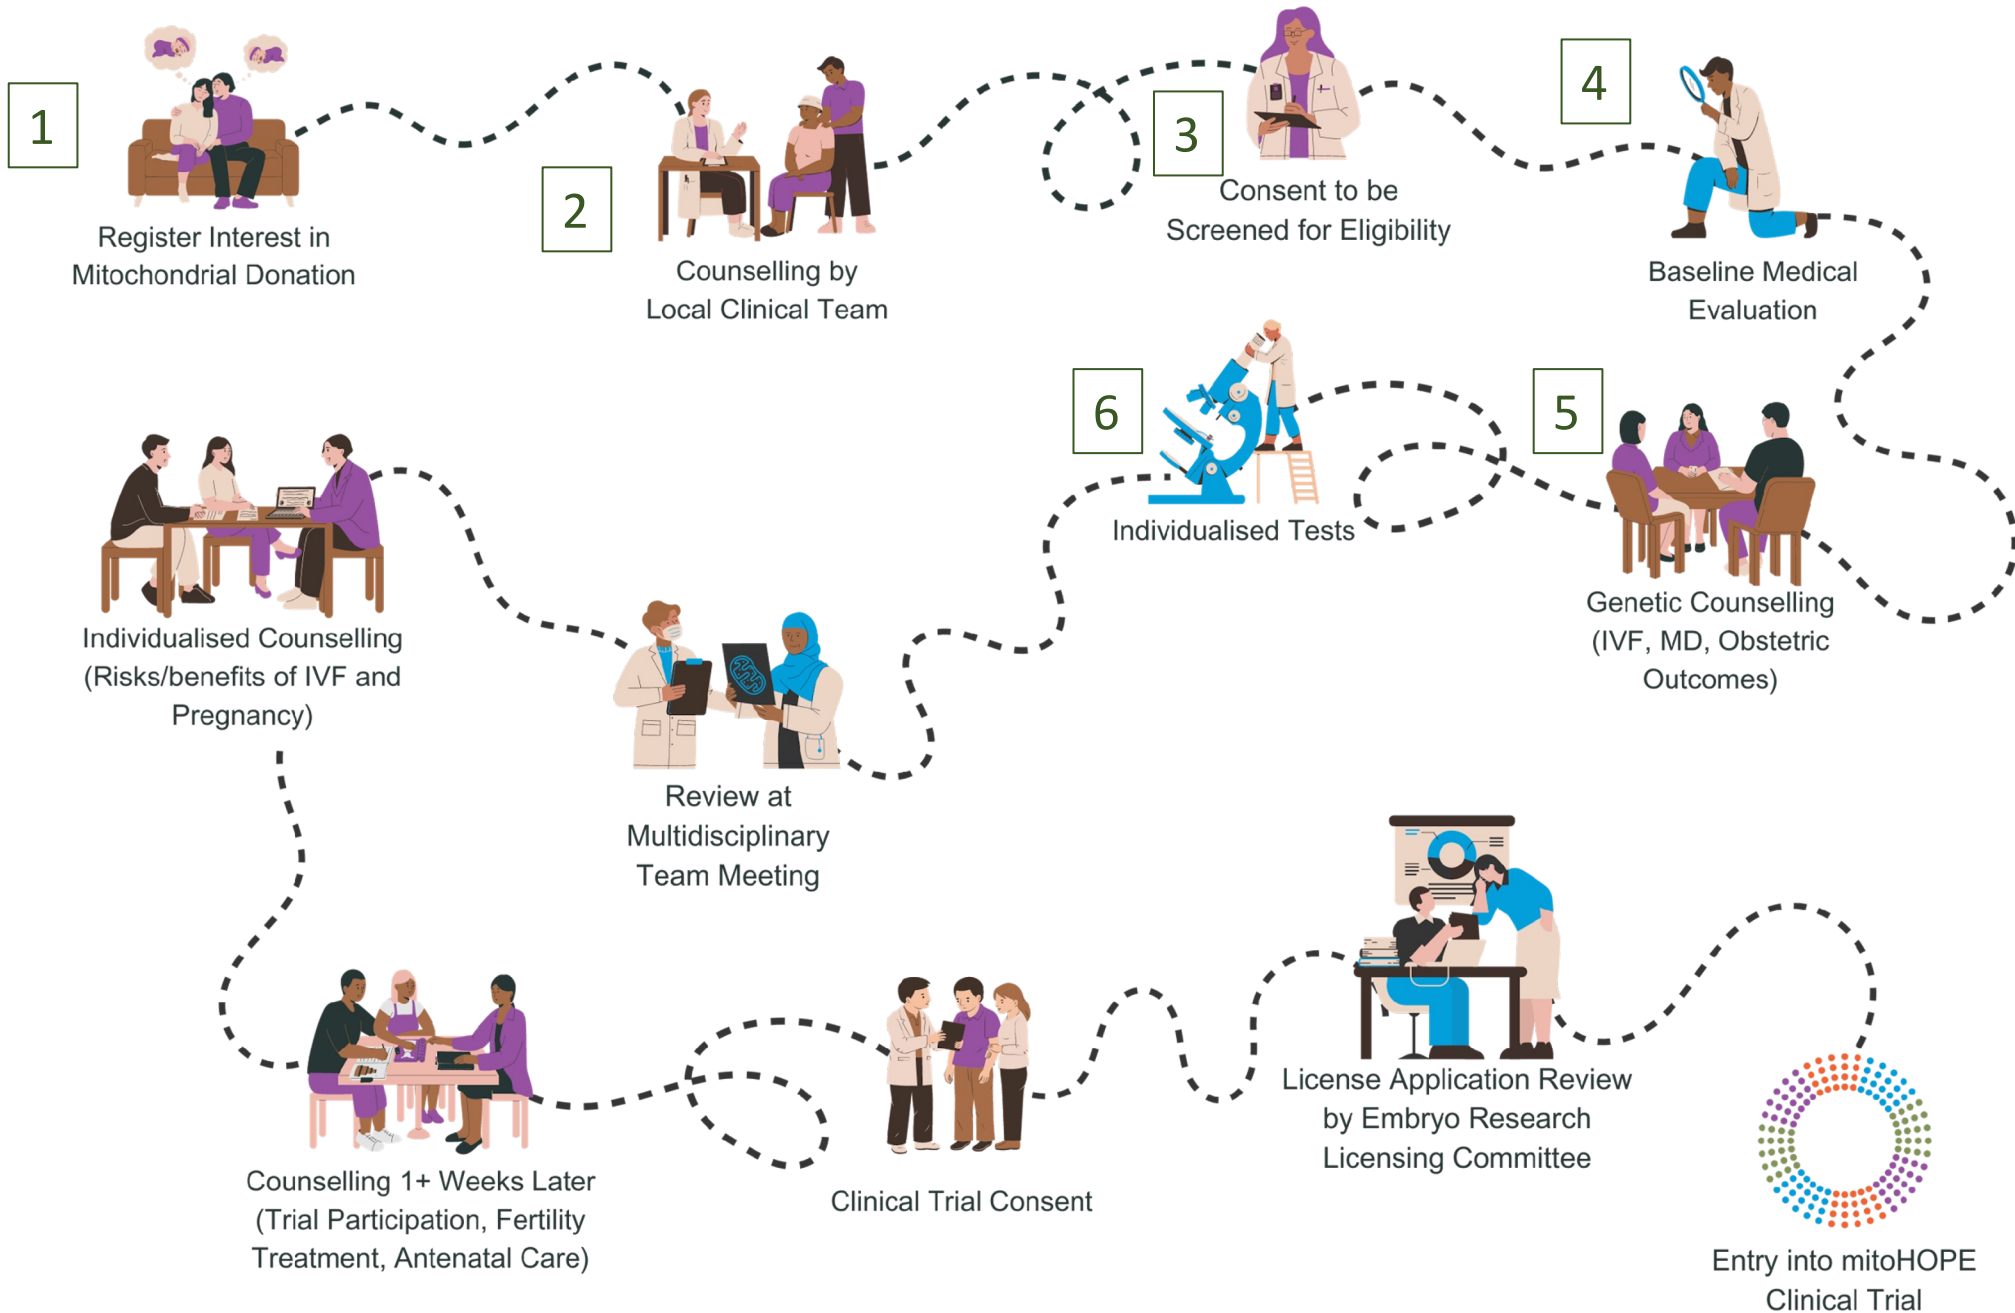 1
Register Interest in
Mitochondrial Donation
2
Counselling by
Local Clinical Team
3
Consent to be
Screened for Eligibility
4
Baseline Medical
Evaluation
5
Genetic Counselling
(IVF, MD, Obstetric
Outcomes)
6
Individualised Tests
Review at
Multidisciplinary
Team Meeting
Individualised Counselling
(Risks/benefits of IVF and
Pregnancy)
Counselling 1+ Weeks Later
(Trial Participation, Fertility
Treatment, Antenatal Care)
Clinical Trial Consent
License Application Review
by Embryo Research
Licensing Committee
Entry into mitoHOPE
Clinical Trial